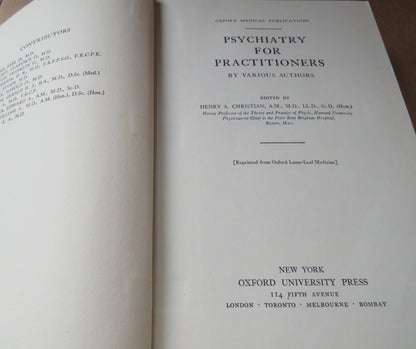 CONTRIBUTORS
OXFORD MEDICAL PUBLICATIONS
PSYCHIATRY
FOR
PRACTITIONERS
BY VARIOUS AUTHORS
EDITED BY
HENRY A. CHRISTIAN, A.M., M.D., LL.D., Sc.D. (Hon.)
Hersey Professor of the Theory and Practice of Physic, Harvard University
Physician-in-Chief to the Peter Bent Brigham Hospital,
Boston, Mass.
[Reprinted from Oxford Loose-Leaf Medicine]
NEW YORK
OXFORD UNIVERSITY PRESS
114 FIFTH AVENUE
LONDON · TORONTO · MELBOURNE · BOMBAY